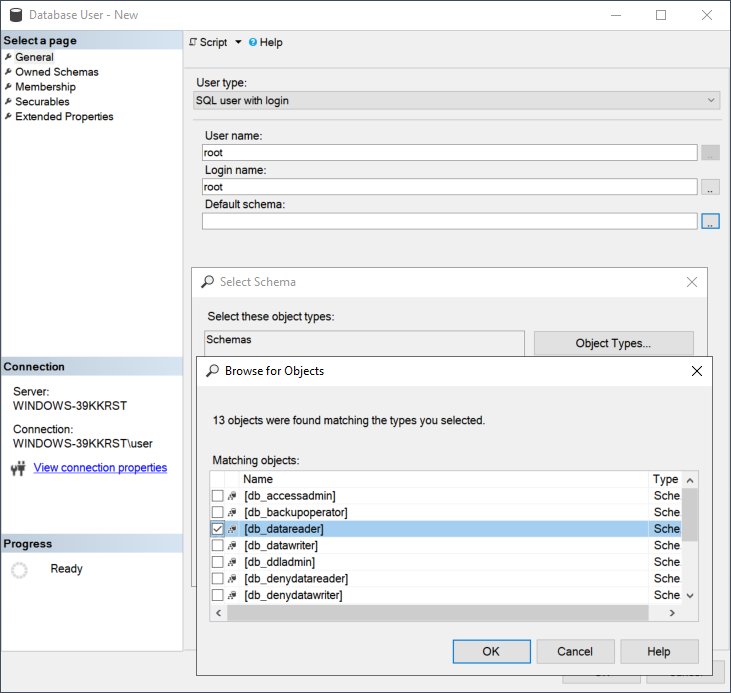 Database User - New
Select a page
General
Owned Schemas
Membership
Securables
Extended Properties
Script
Help
User type:
SQL user with login
User name:
root
..
Login name:
root
..
Default schema:
..
Select Schema
Select these object types:
Schemas
Object Types...
Connection
Server:
WINDOWS-39KKRST
Connection:
WINDOWS-39KKRST\user
View connection properties
Progress
Ready
Browse for Objects
13 objects were found matching the types you selected.
Matching objects:
Name Type
[db_accessadmin] Sche
[db_backupoperator] Sche
[db_datareader] Sche
[db_datawriter] Sche
[db_ddladmin] Sche
[db_denydatareader] Sche
[db_denydatawriter] Sche
OK Cancel Help